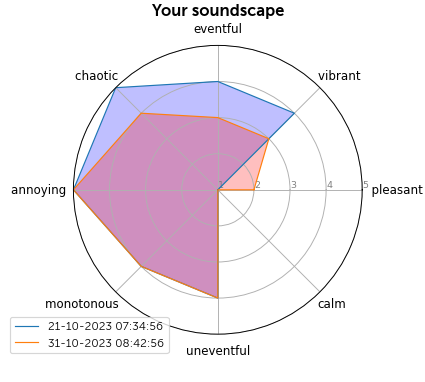 Your soundscape
eventful
chaotic
vibrant
annoying
1 2 3 4 5
pleasant
monotonous
calm
21-10-2023 07:34:56
31-10-2023 08:42:56
uneventful